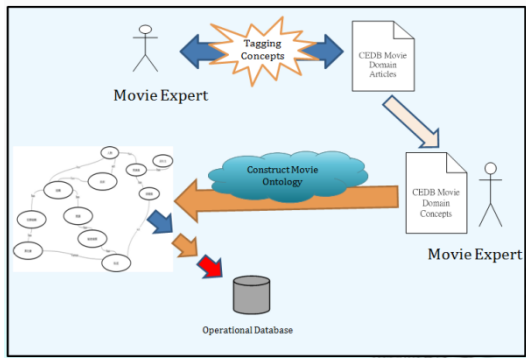 Tagging
Concepts
CEDB Movie
Domain
Articles
Movie Expert
Construct Movie
Ontology
CEDB Movie
Domain
Concepts
Movie Expert
Operational Database